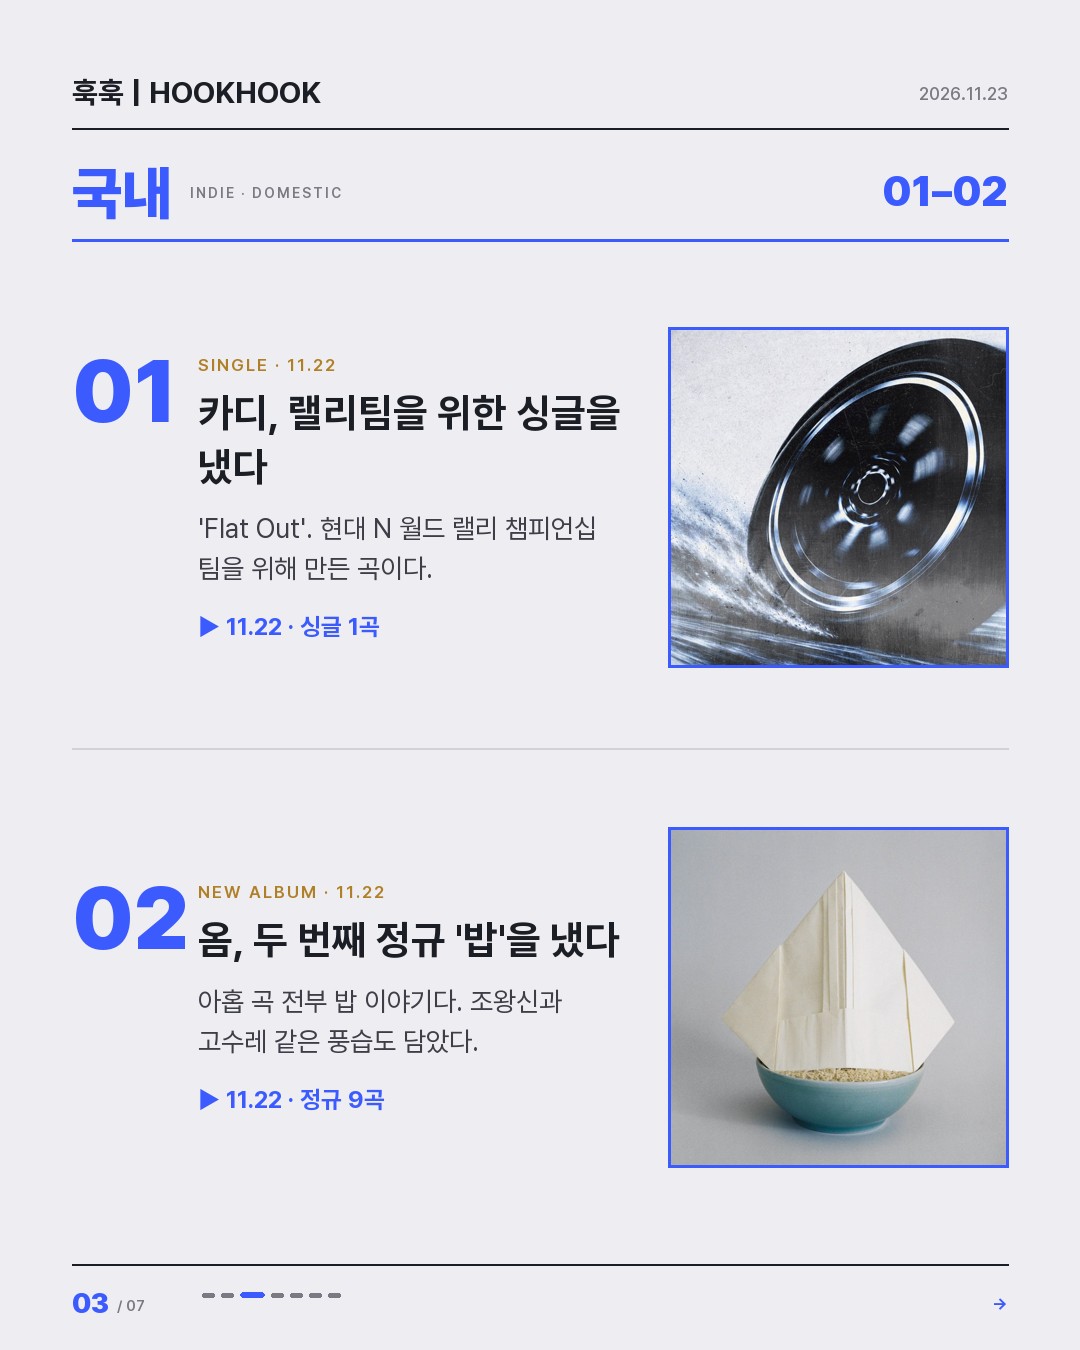 훅훅 | HOOKHOOK
2026.11.23
국내
INDIE · DOMESTIC
01–02
01
SINGLE · 11.22
카디, 랠리팀을 위한 싱글을
냈다
'Flat Out'. 현대 N 월드 랠리 챔피언십
팀을 위해 만든 곡이다.
▶ 11.22 · 싱글 1곡
02
NEW ALBUM · 11.22
옴, 두 번째 정규 '밥'을 냈다
아홉 곡 전부 밥 이야기다. 조왕신과
고수레 같은 풍습도 담았다.
▶ 11.22 · 정규 9곡
03 / 07
→